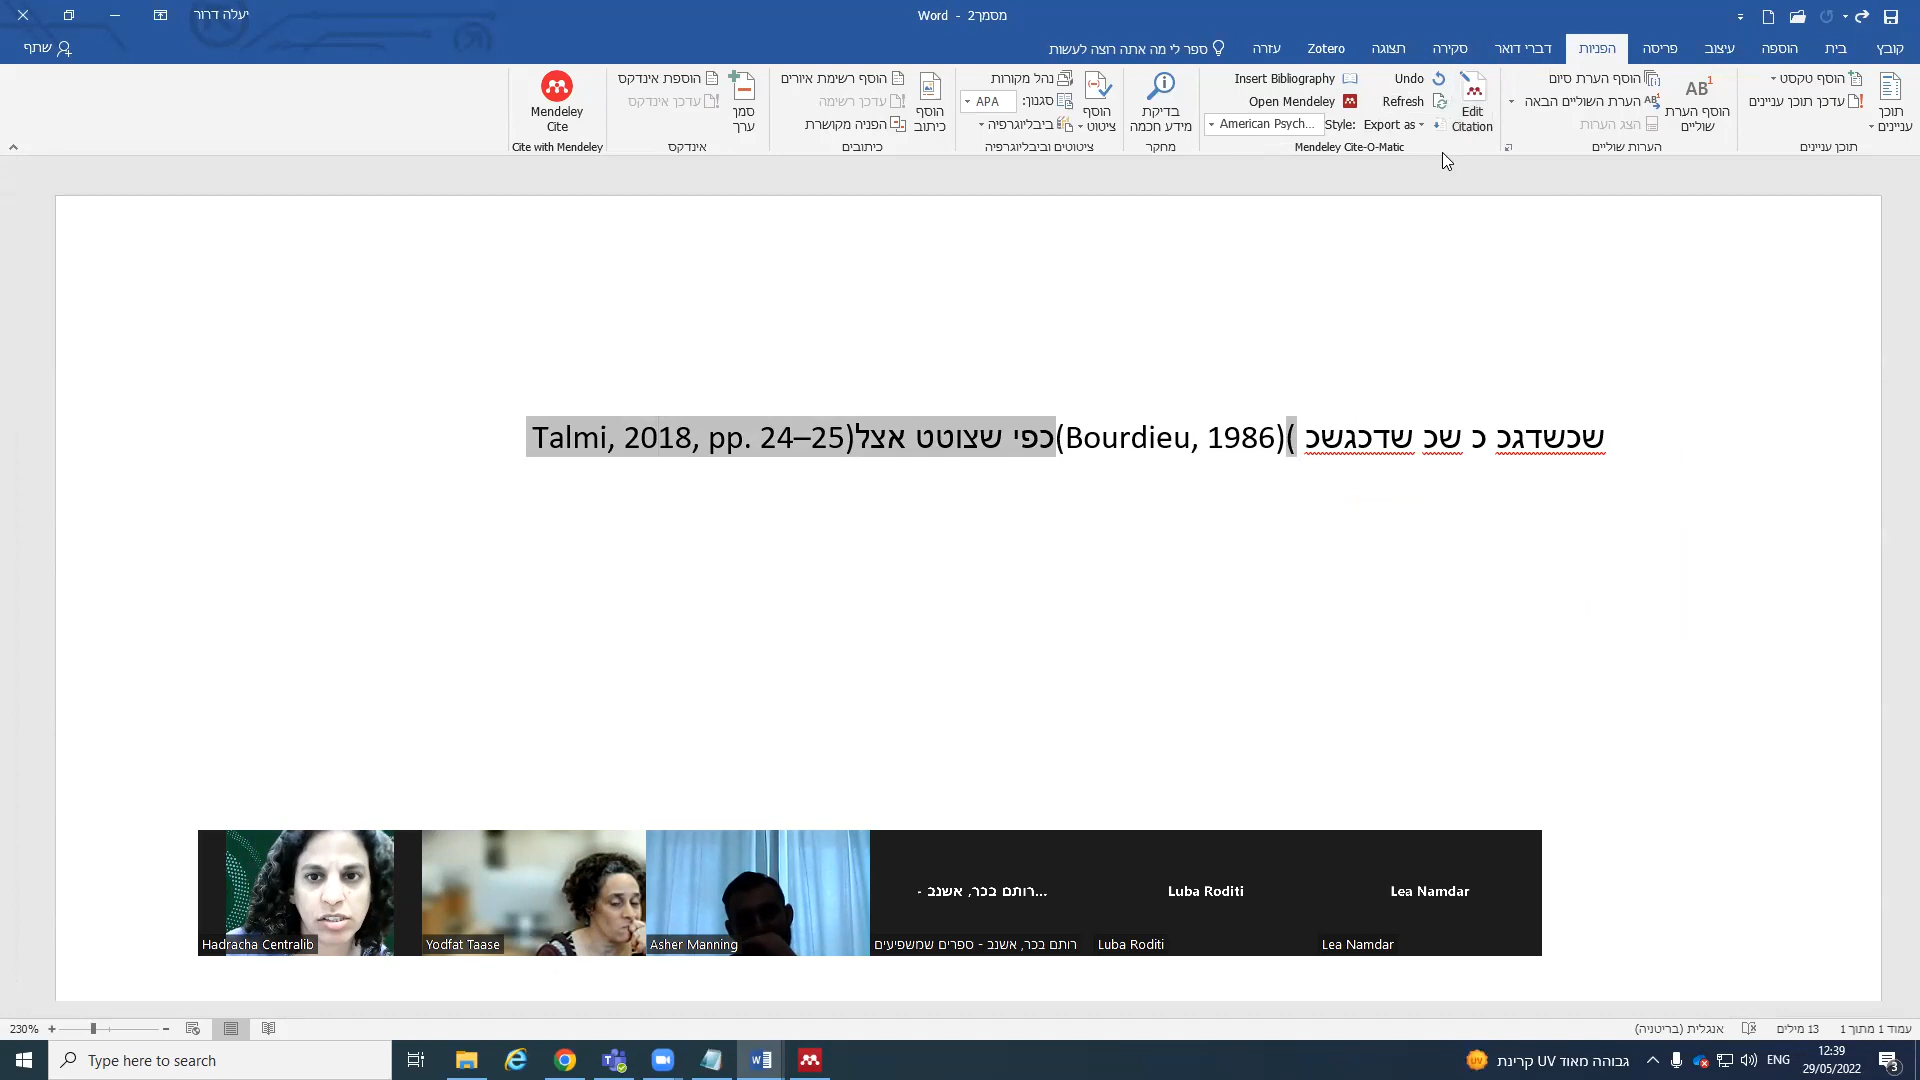 יעלה דרור
מסמך2 - Word
קובץ
בית
הוספה
עיצוב
פריסה
הפניות
דברי דואר
סקירה
תצוגה
Zotero
עזרה
ספר לי מה אתה רוצה לעשות
שתף
תוכן
עניינים
הוסף טקסט
עדכן תוכן עניינים
תוכן עניינים
AB1
הוסף הערת
שוליים
הוסף הערת סיום
הערת השוליים הבאה
הצג הערות
הערות שוליים
Edit
Citation
Undo
Refresh
Export as
Insert Bibliography
Open Mendeley
Style:
American Psych...
Mendeley Cite-O-Matic
בדיקת
מידע חכמה
מחקר
הוסף
ציטוט
נהל מקורות
סגנון:
APA
ביבליוגרפיה
ציטוטים וביבליוגרפיה
הוסף
כיתוב
הוסף רשימת איורים
עדכן רשימה
הפניה מקושרת
כיתובים
סמן
ערך
הוספת אינדקס
עדכן אינדקס
אינדקס
Mendeley
Cite
Cite with Mendeley
שכשדגכ כ שכ שדכגשכ )(Bourdieu, 1986)כפי שצוטט אצל(Talmi, 2018, pp. 24–25
Hadracha Centralib
Yodfat Taase
Asher Manning
רותם בכר, אשנב -...
רותם בכר, אשנב - ספרים שמשפיעים
Luba Roditi
Luba Roditi
Lea Namdar
Lea Namdar
עמוד 1 מתוך 1
13 מילים
אנגלית (בריטניה)
230%
Type here to search
UV
קרינת UV גבוהה מאוד
ENG
12:39
29/05/2022
3